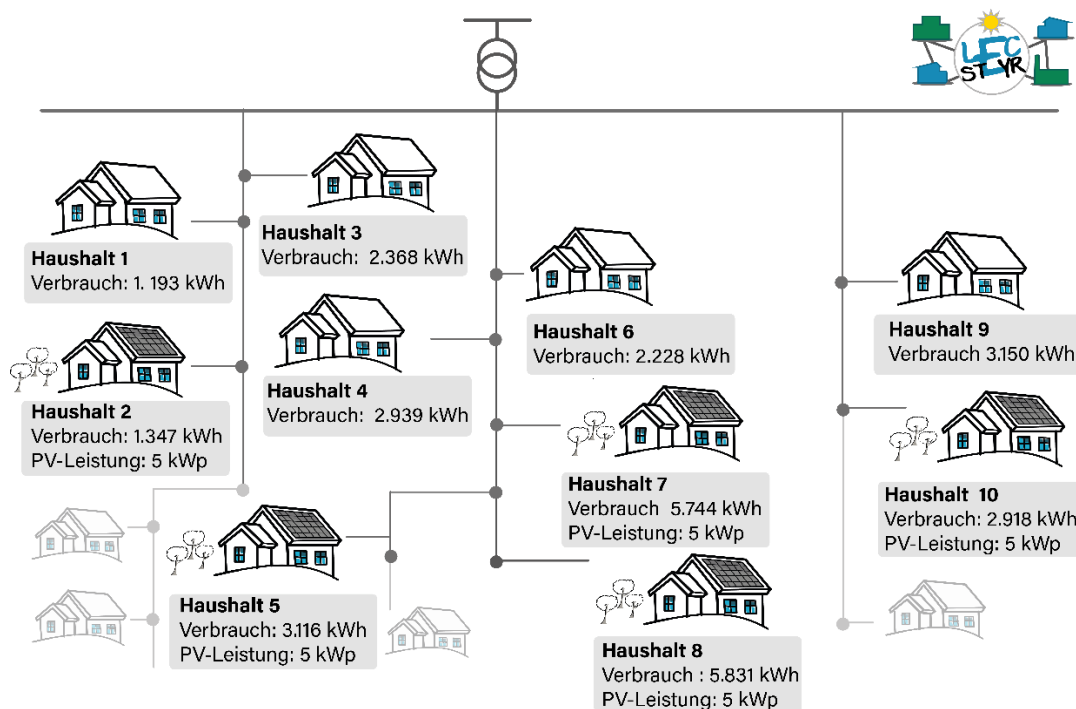 LEC
STEYR
Haushalt 1
Verbrauch: 1. 193 kWh
Haushalt 3
Verbrauch: 2.368 kWh
Haushalt 2
Verbrauch: 1.347 kWh
PV-Leistung: 5 kWp
Haushalt 4
Verbrauch: 2.939 kWh
Haushalt 6
Verbrauch: 2.228 kWh
Haushalt 9
Verbrauch 3.150 kWh
Haushalt 7
Verbrauch 5.744 kWh
PV-Leistung: 5 kWp
Haushalt 10
Verbrauch: 2.918 kWh
PV-Leistung: 5 kWp
Haushalt 5
Verbrauch: 3.116 kWh
PV-Leistung: 5 kWp
Haushalt 8
Verbrauch : 5.831 kWh
PV-Leistung: 5 kWp